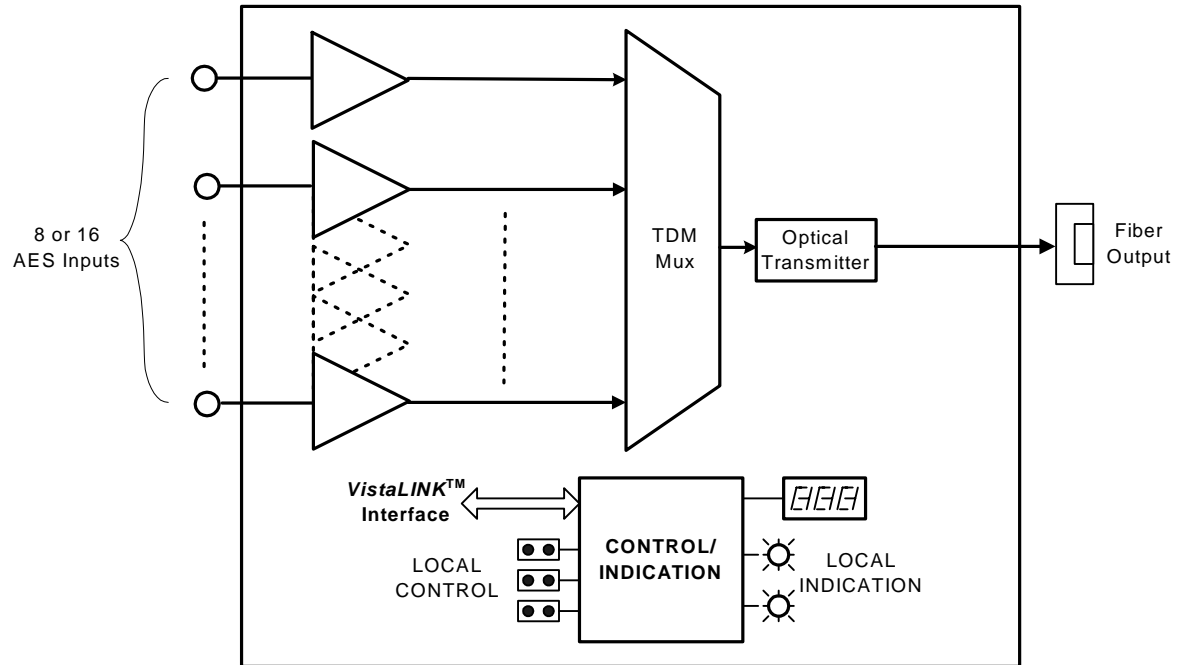 8 or 16
AES Inputs
TDM
Mux
Optical
Transmitter
Fiber
Output
VistaLINK™
Interface
LOCAL
CONTROL
CONTROL/
INDICATION
LOCAL
INDICATION